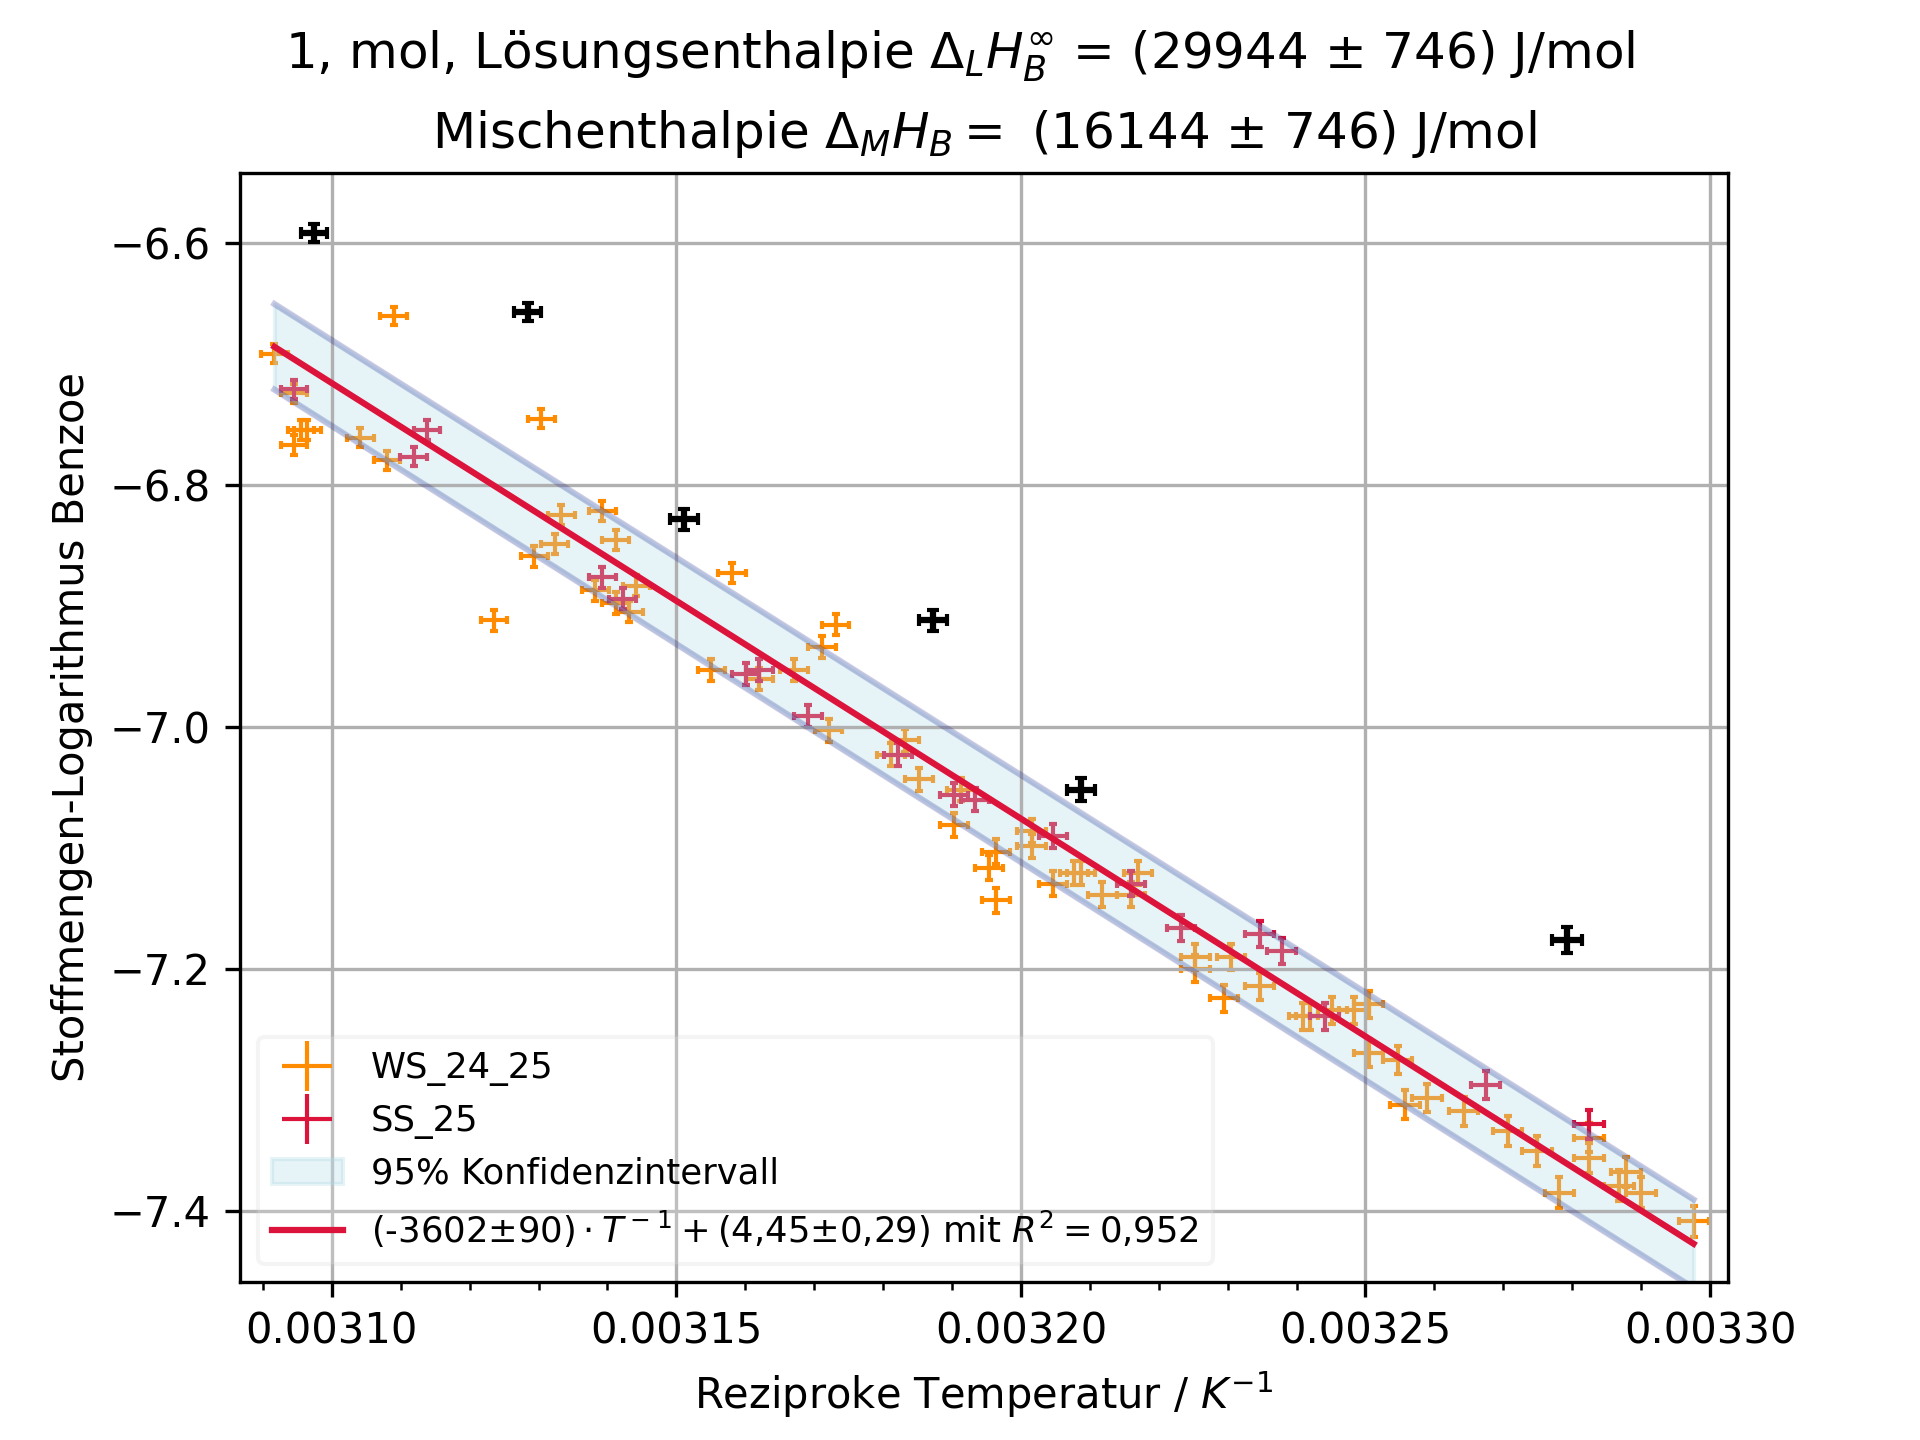 1, mol, Lösungsenthalpie Δ_L H_B^∞ = (29944 ± 746) J/mol
Mischenthalpie Δ_M H_B = (16144 ± 746) J/mol
Stoffmengen-Logarithmus Benzoe
−6.6
−6.8
−7.0
−7.2
−7.4
WS_24_25
SS_25
95% Konfidenzintervall
(-3602±90) · T⁻¹ + (4,45±0,29) mit R² = 0,952
0.00310 0.00315 0.00320 0.00325 0.00330
Reziproke Temperatur / K⁻¹